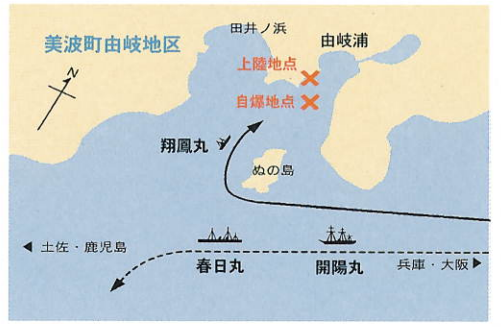 田井ノ浜
美波町由岐地区
由岐浦
上陸地点
自爆地点
N
翔鳳丸
ぬの島
◀ 土佐・鹿児島
春日丸
開陽丸
兵庫・大阪▶